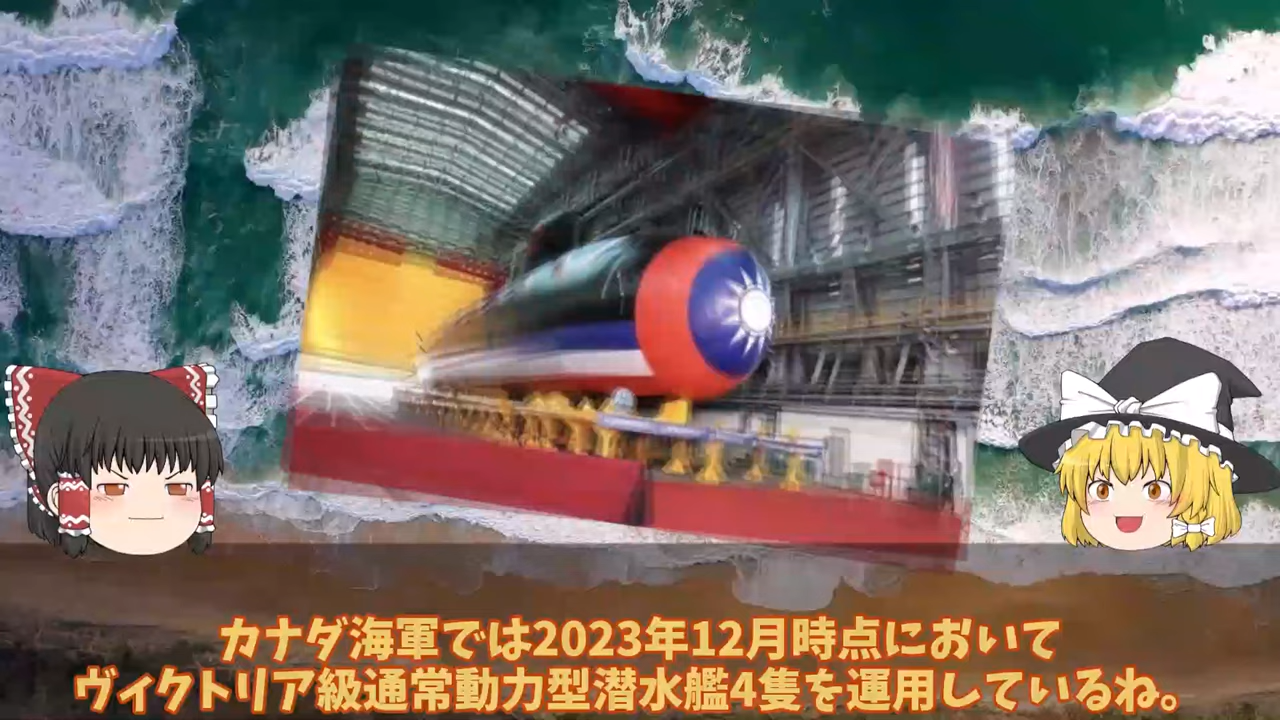 カナダ海軍では2023年12月時点において
ヴィクトリア級通常動力型潜水艦4隻を運用しているね。